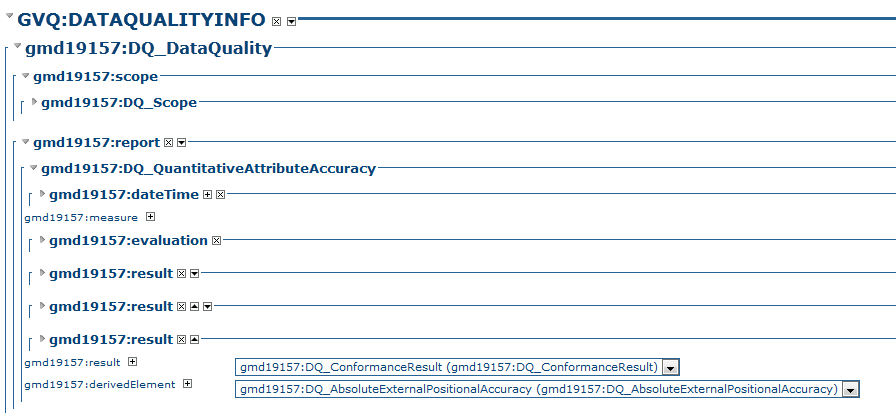 GVQ:DATAQUALITYINFO
gmd19157:DQ_DataQuality
gmd19157:scope
gmd19157:DQ_Scope
gmd19157:report
gmd19157:DQ_QuantitativeAttributeAccuracy
gmd19157:dateTime
gmd19157:measure
gmd19157:evaluation
gmd19157:result
gmd19157:result
gmd19157:result
gmd19157:result gmd19157:DQ_ConformanceResult (gmd19157:DQ_ConformanceResult)
gmd19157:derivedElement gmd19157:DQ_AbsoluteExternalPositionalAccuracy (gmd19157:DQ_AbsoluteExternalPositionalAccuracy)